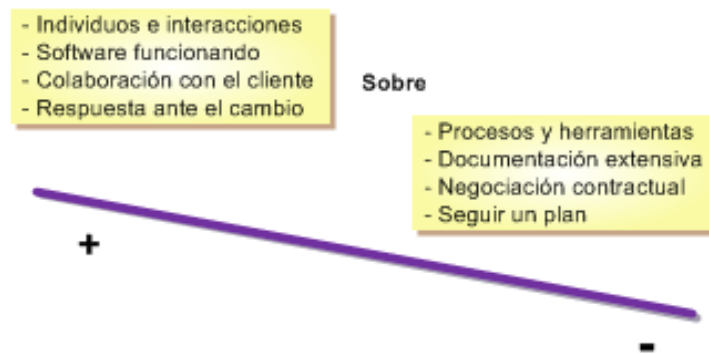 - Individuos e interacciones
- Software funcionando
- Colaboración con el cliente
- Respuesta ante el cambio
Sobre
- Procesos y herramientas
- Documentación extensiva
- Negociación contractual
- Seguir un plan
+
-